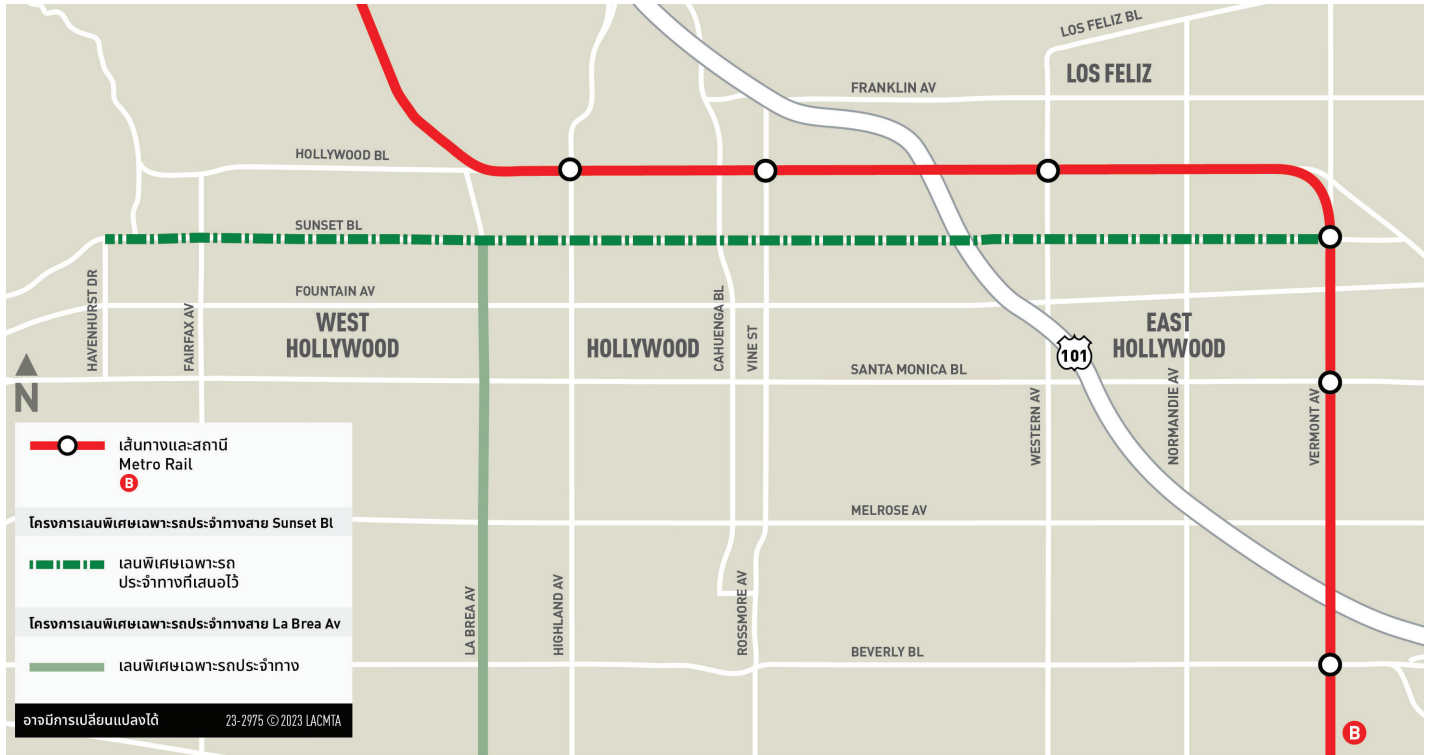 LOS FELIZ BL
LOS FELIZ
FRANKLIN AV
HOLLYWOOD BL
SUNSET BL
HAVENHURST DR
FAIRFAX AV
FOUNTAIN AV
WEST
HOLLYWOOD
HOLLYWOOD
CAHUENGA BL
VINE ST
EAST
HOLLYWOOD
101
SANTA MONICA BL
WESTERN AV
NORMANDIE AV
VERMONT AV
N
MELROSE AV
LA BREA AV
HIGHLAND AV
ROSSMORE AV
BEVERLY BL
B
เส้นทางและสถานี
Metro Rail
B
โครงการเลนพิเศษเฉพาะรถประจำทางสาย Sunset Bl
เลนพิเศษเฉพาะรถ
ประจำทางที่เสนอไว้
โครงการเลนพิเศษเฉพาะรถประจำทางสาย La Brea Av
เลนพิเศษเฉพาะรถประจำทาง
อาจมีการเปลี่ยนแปลงได้ 23-2975 © 2023 LACMTA